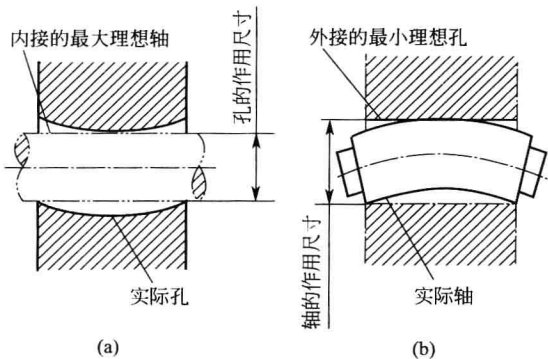 内接的最大理想轴
孔的作用尺寸
实际孔
(a)
外接的最小理想孔
轴的作用尺寸
实际轴
(b)